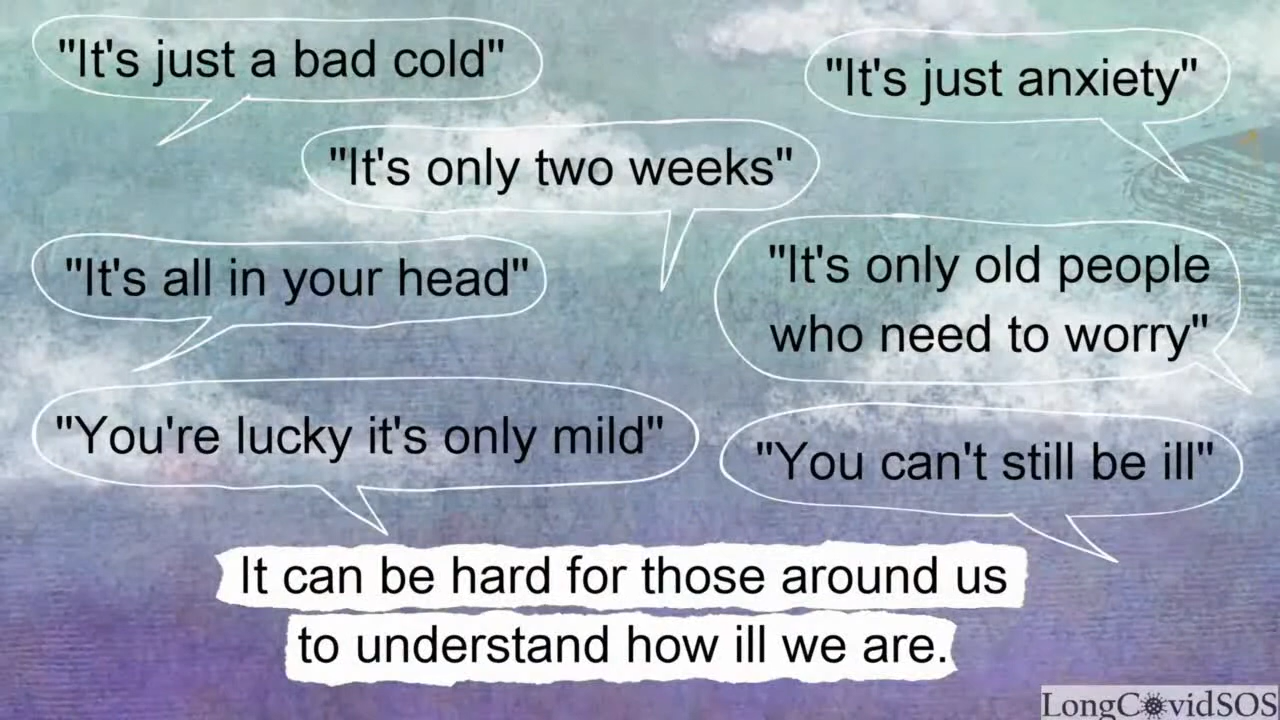 "It's just a bad cold"
"It's just anxiety"
"It's only two weeks"
"It's all in your head"
"It's only old people
who need to worry"
"You're lucky it's only mild"
"You can't still be ill"
It can be hard for those around us
to understand how ill we are.
LongCovidSOS